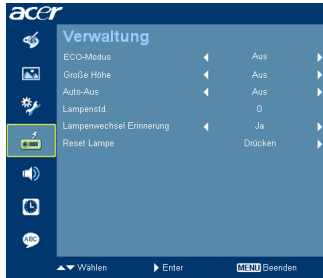 acer
Verwaltung
ECO-Modus Aus
Große Höhe Aus
Auto-Aus Aus
Lampenstd. 0
Lampenwechsel Erinnerung Ja
Reset Lampe Drücken
ABC
Wählen Enter MENU Beenden